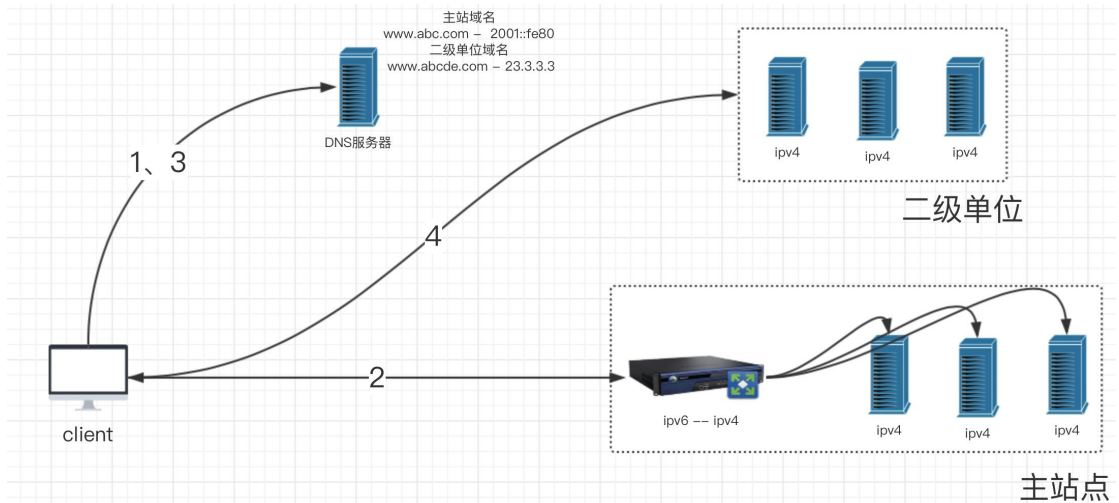 主站域名
www.abc.com - 2001::fe80
二级单位域名
www.abcde.com - 23.3.3.3
DNS服务器
1、3
ipv4
ipv4
ipv4
二级单位
4
client
2
ipv6 -- ipv4
ipv4
ipv4
ipv4
主站点